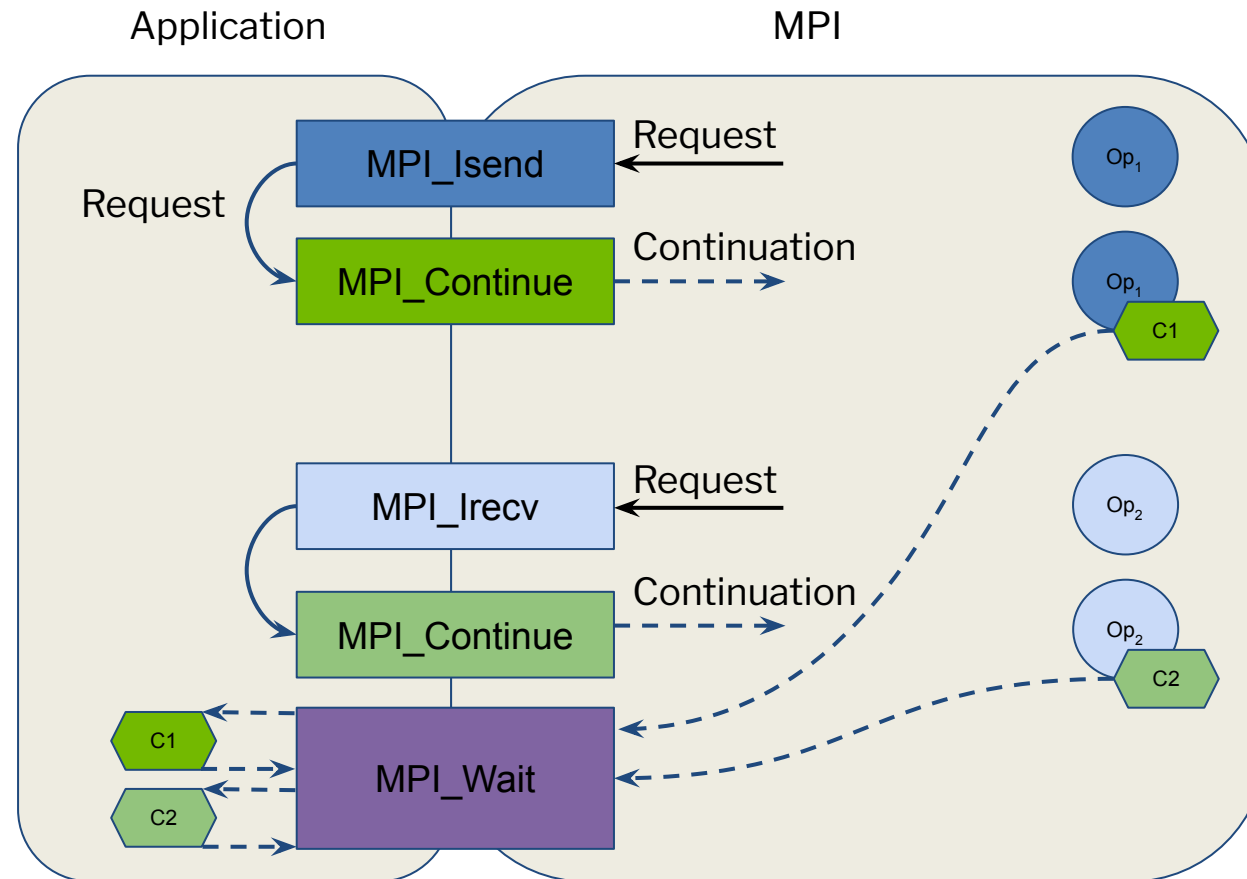 Application
MPI
MPI_Isend
Request
Op₁
Request
MPI_Continue
Continuation
Op₁
C1
MPI_Irecv
Request
Op₂
MPI_Continue
Continuation
Op₂
C2
C1
MPI_Wait
C2